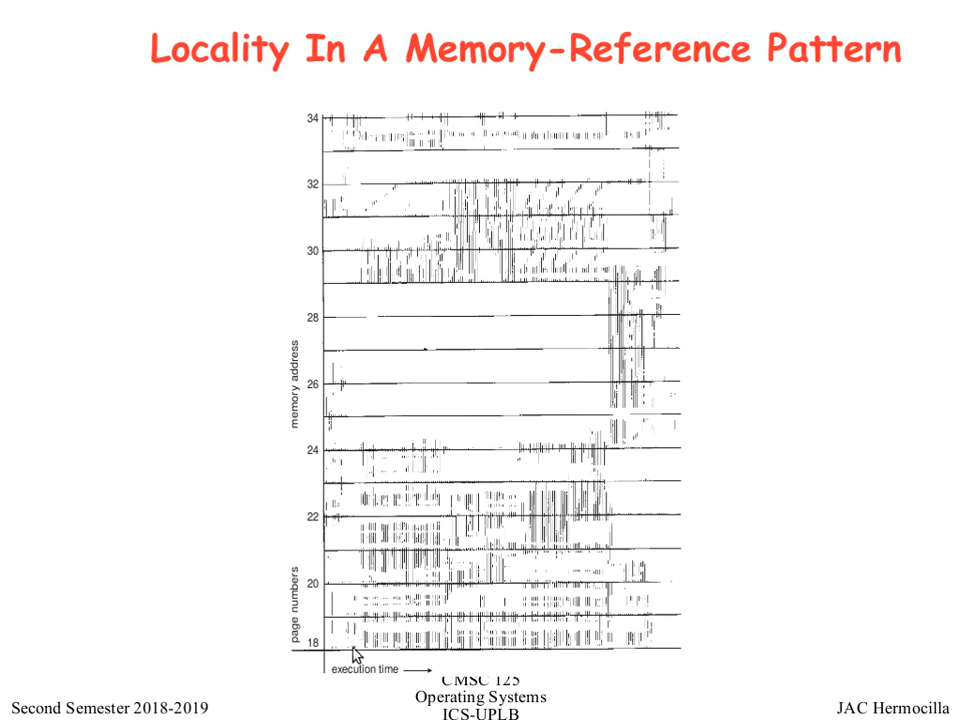 Locality In A Memory-Reference Pattern
34
32
30
28
26
24
22
20
18
memory address
page numbers
execution time
Second Semester 2018-2019
CMSC 125
Operating Systems
ICS-UPLB
JAC Hermocilla